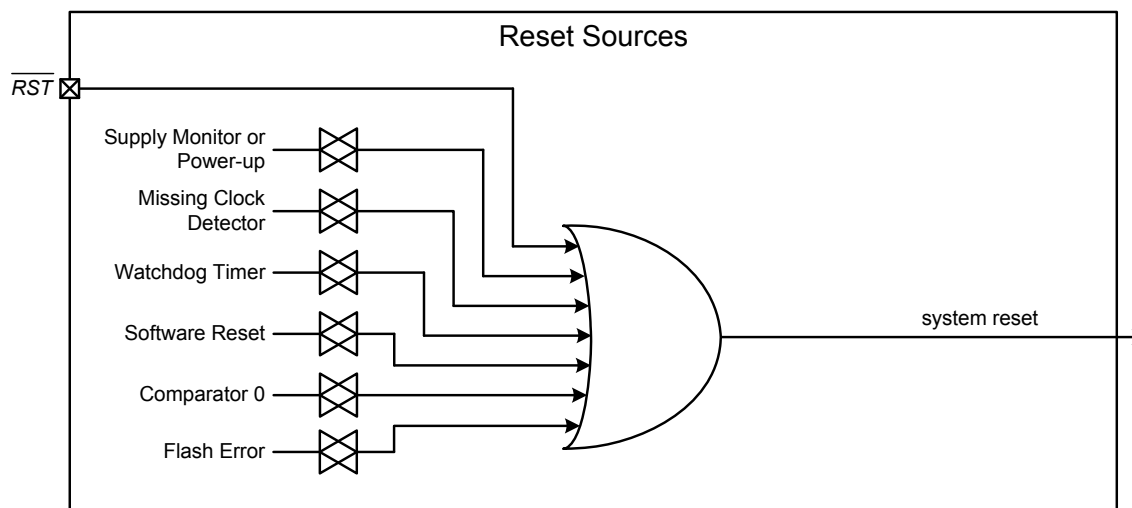 Reset Sources
RST
Supply Monitor or
Power-up
Missing Clock
Detector
Watchdog Timer
Software Reset
Comparator 0
Flash Error
system reset